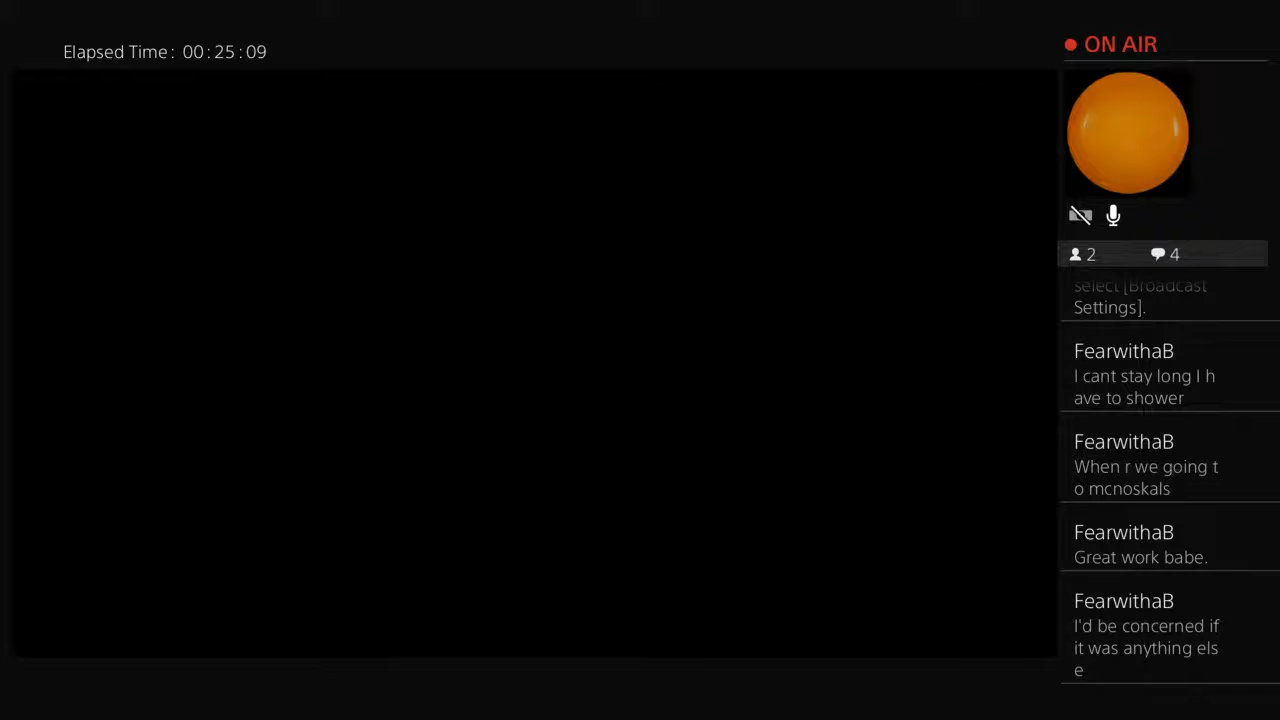 Elapsed Time: 00:25:09
ON AIR
2 4
select [Broadcast
Settings].
FearwithaB
I cant stay long I h
ave to shower
FearwithaB
When r we going t
o mcnoskals
FearwithaB
Great work babe.
FearwithaB
I'd be concerned if
it was anything els
e